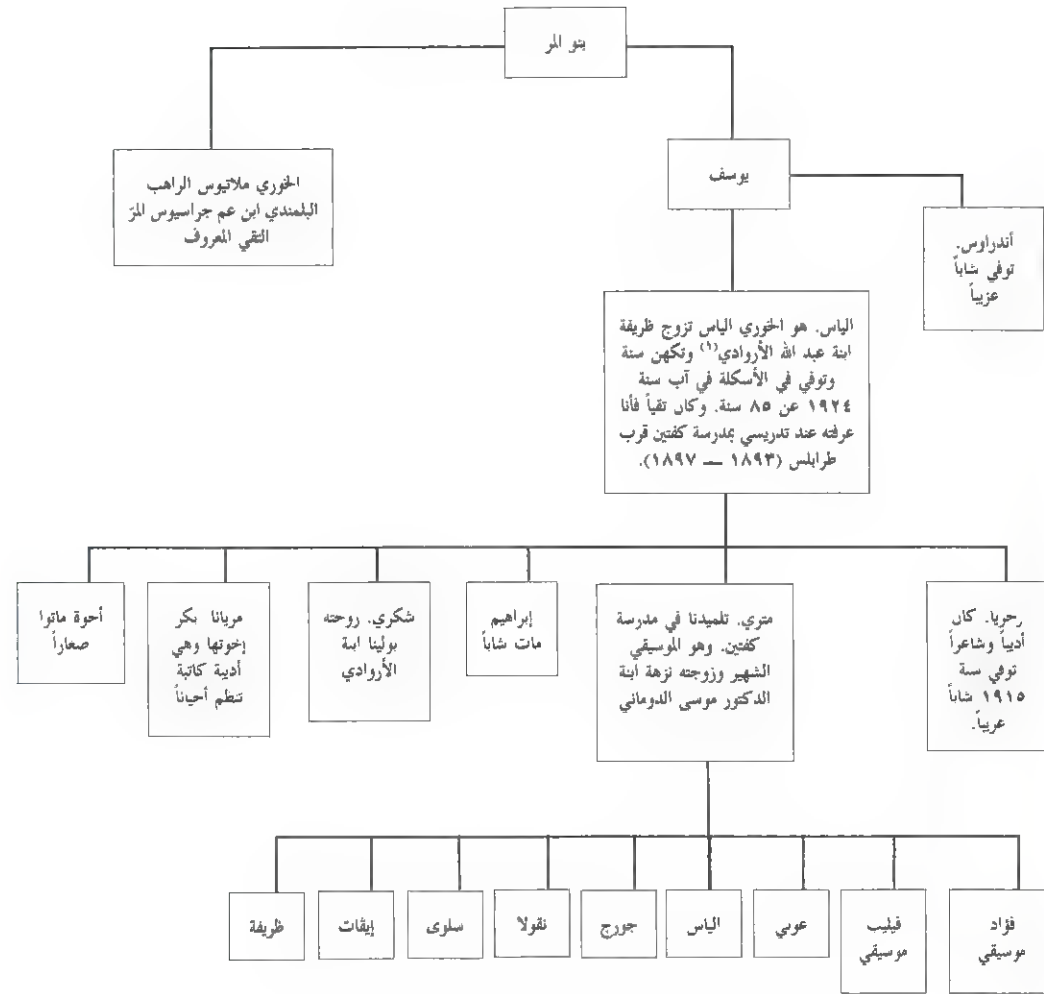 بنو المر
الخوري ملاتيوس الراهب
البلمندي ابن عم جراسيوس المرّ
التقي المعروف
يوسف
أندراوس.
توفي شاباً
عزيباً
الياس. هو الخوري الياس تزوج ظريفة
ابنة عبد الله الأروادي(١) وتكهن سنة
وتوفي في الأسكلة في آب سنة
١٩٢٤ عن ٨٥ سنة. وكان تقياً فأنا
عرفته عند تدريسي بمدرسة كفتين قرب
طرابلس (١٨٩٣ — ١٨٩٧).
زخريا. كان
أديباً وشاعراً
توفي سنة
١٩١٥ شاباً
عزيباً.
متري. تلميذنا في مدرسة
كفتين. وهو الموسيقي
الشهير وزوجته نزهة ابنة
الدكتور موسى الدوماني
إبراهيم
مات شاباً
شكري. زوجته
بولينا ابنة
الأروادي
مريانا بكر
إخوتها وهي
أديبة كاتبة
تنظم أحياناً
أخوة ماتوا
صغاراً
فؤاد
موسيقي
فيليب
موسيقي
عوبي
الياس
جورج
نقولا
سلوى
إيڤات
ظريفة